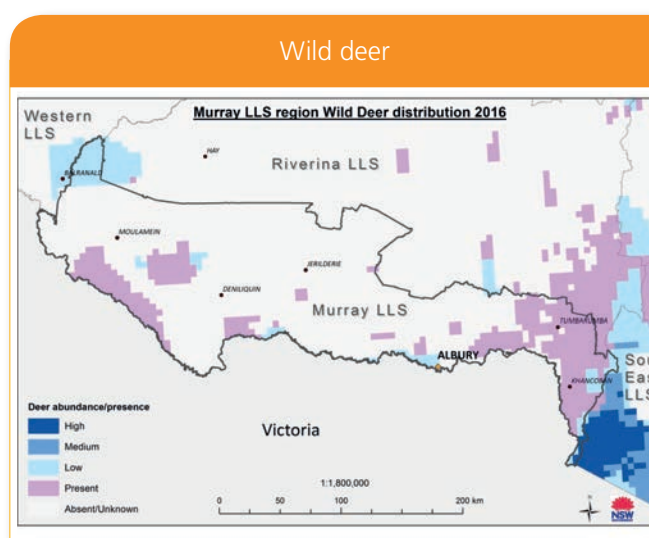 Wild deer
Murray LLS region Wild Deer distribution 2016
Western
LLS
HAY
Riverina LLS
BALRANALD
MOULAMEIN
JERILDERIE
DENILIQUIN
Murray LLS
TUMBARUMBA
ALBURY
Sou
Eas
LLS
KHANCOBAN
Deer abundance/presence
High
Medium
Low
Present
Absent/Unknown
Victoria
1:1,800,000
0 50 100 200 km
NSW